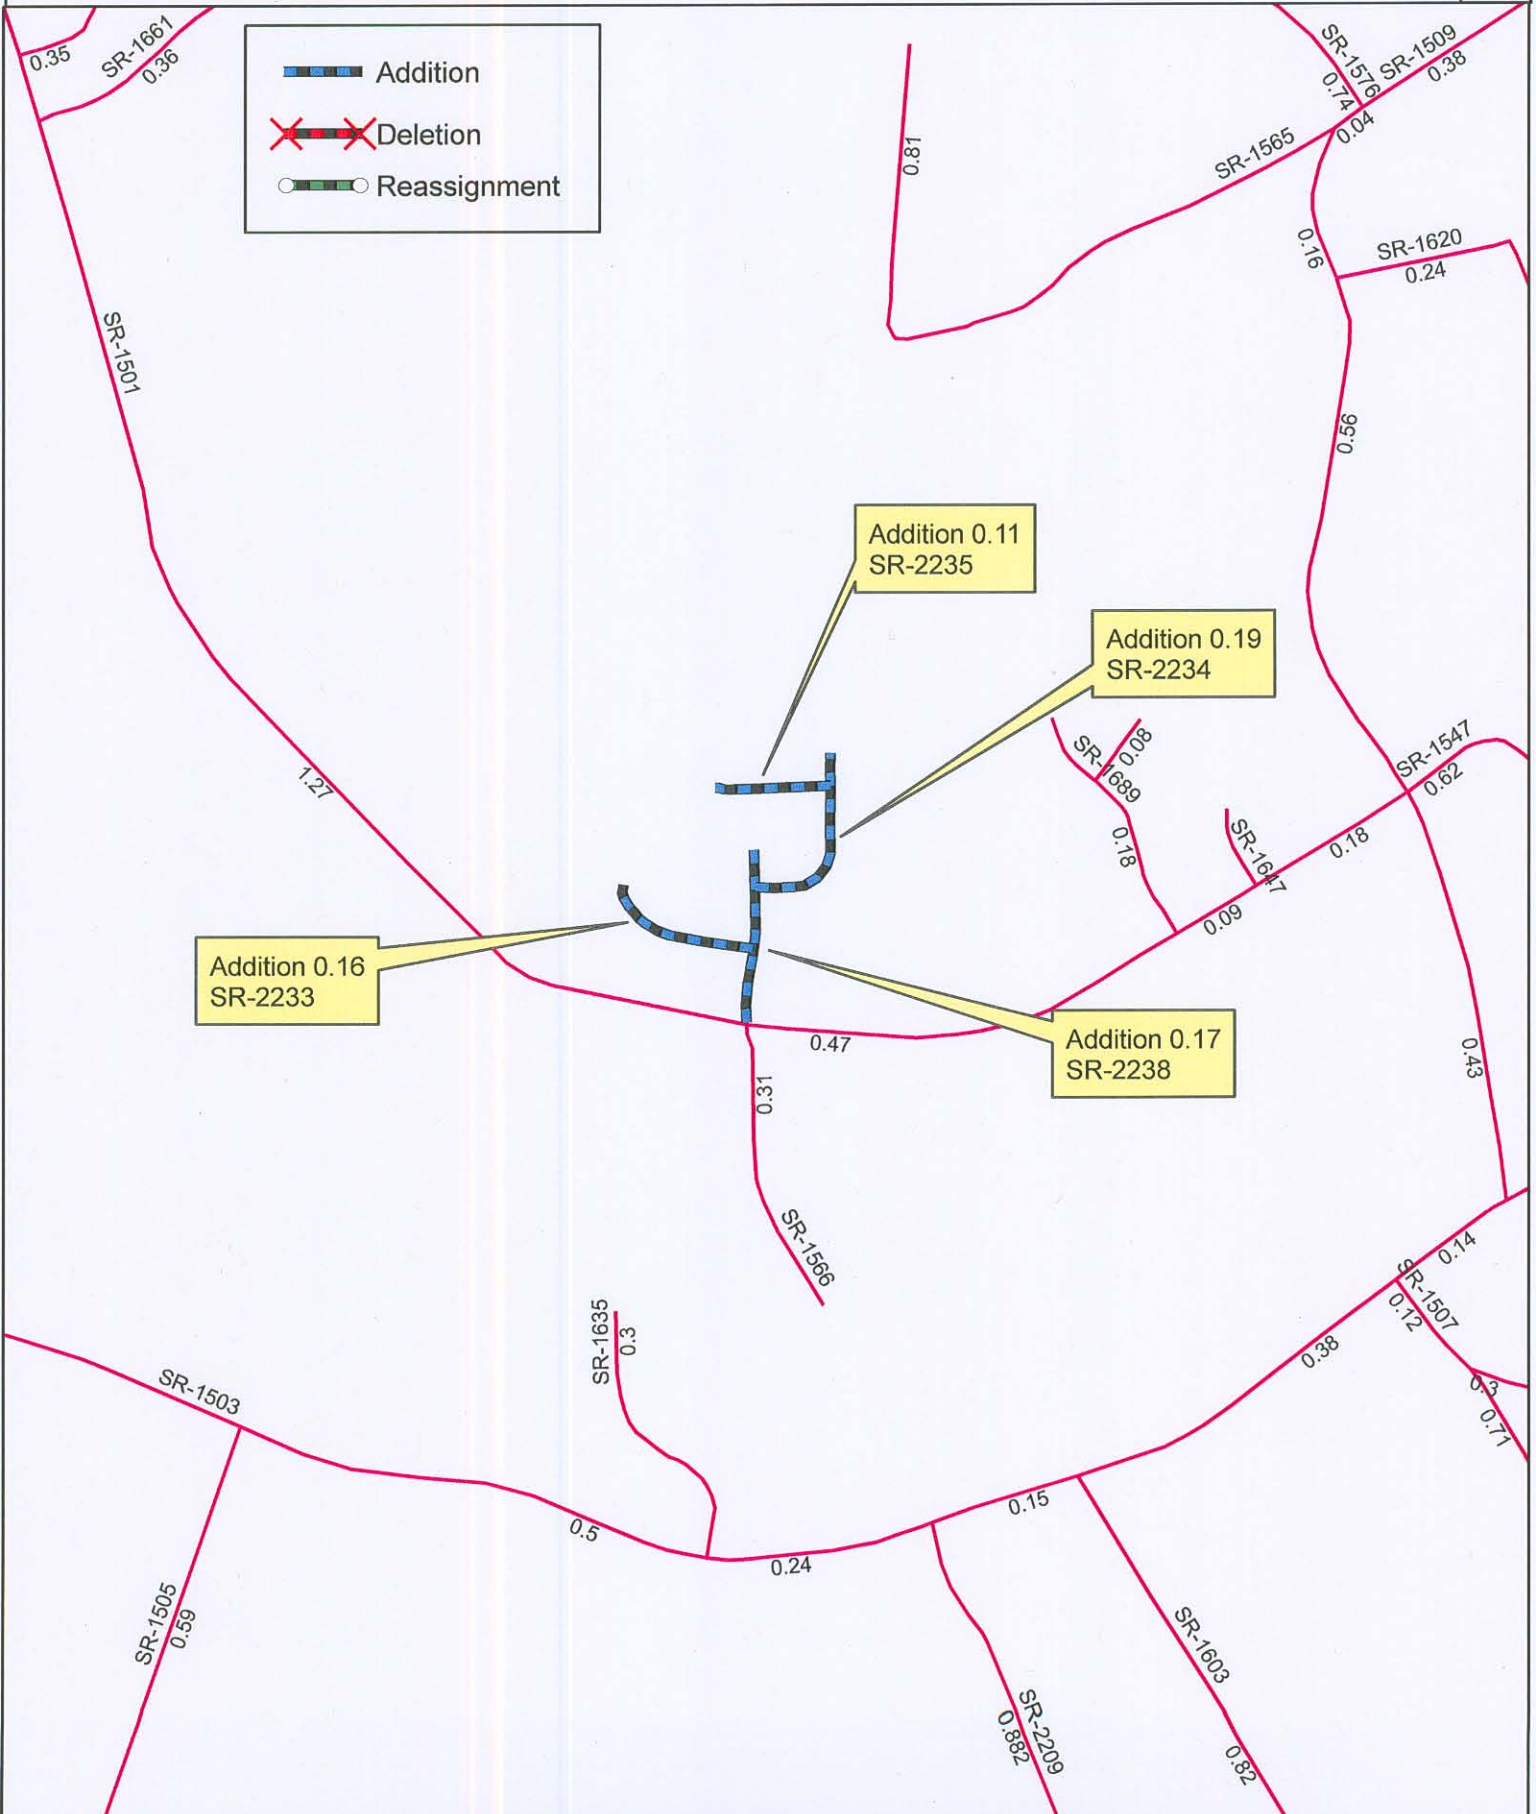 0.35
SR-1661
0.36
Addition
Deletion
Reassignment
0.81
SR-1576
0.74
SR-1509
0.38
0.04
SR-1565
0.16
SR-1620
0.24
SR-1501
0.56
Addition 0.11
SR-2235
Addition 0.19
SR-2234
SR-1689
0.08
SR-1547
0.62
1.27
0.18
SR-1647
0.18
0.09
Addition 0.16
SR-2233
Addition 0.17
SR-2238
0.47
0.31
0.43
SR-1566
0.14
SR-1507
0.12
SR-1635
0.3
0.38
0.3
0.71
SR-1503
0.5
0.15
0.24
SR-1505
0.59
SR-1603
SR-2209
0.882
0.82